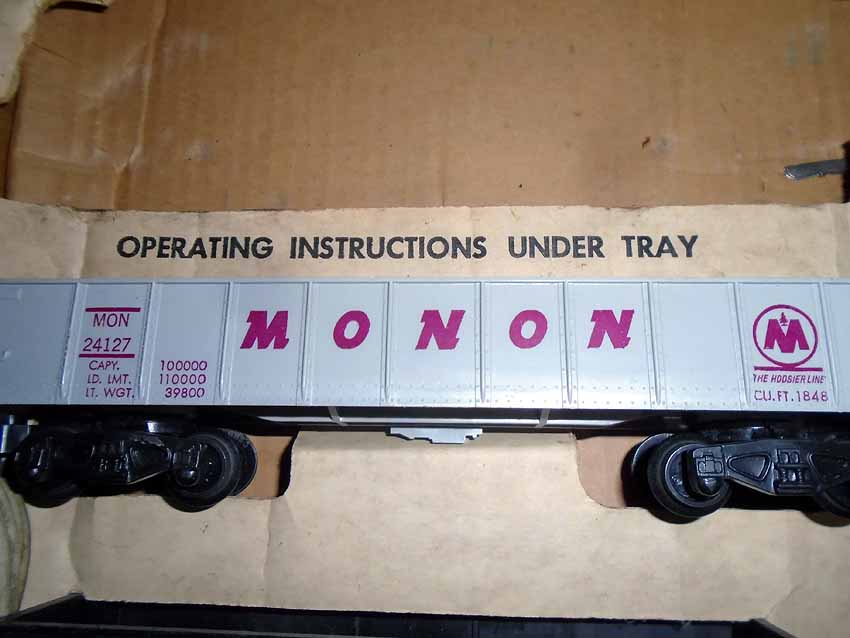 OPERATING INSTRUCTIONS UNDER TRAY
MON
24127
CAPY. 100000
LD. LMT. 110000
LT. WGT. 39800
MONON
M
THE HOOSIER LINE
CU. FT. 1848